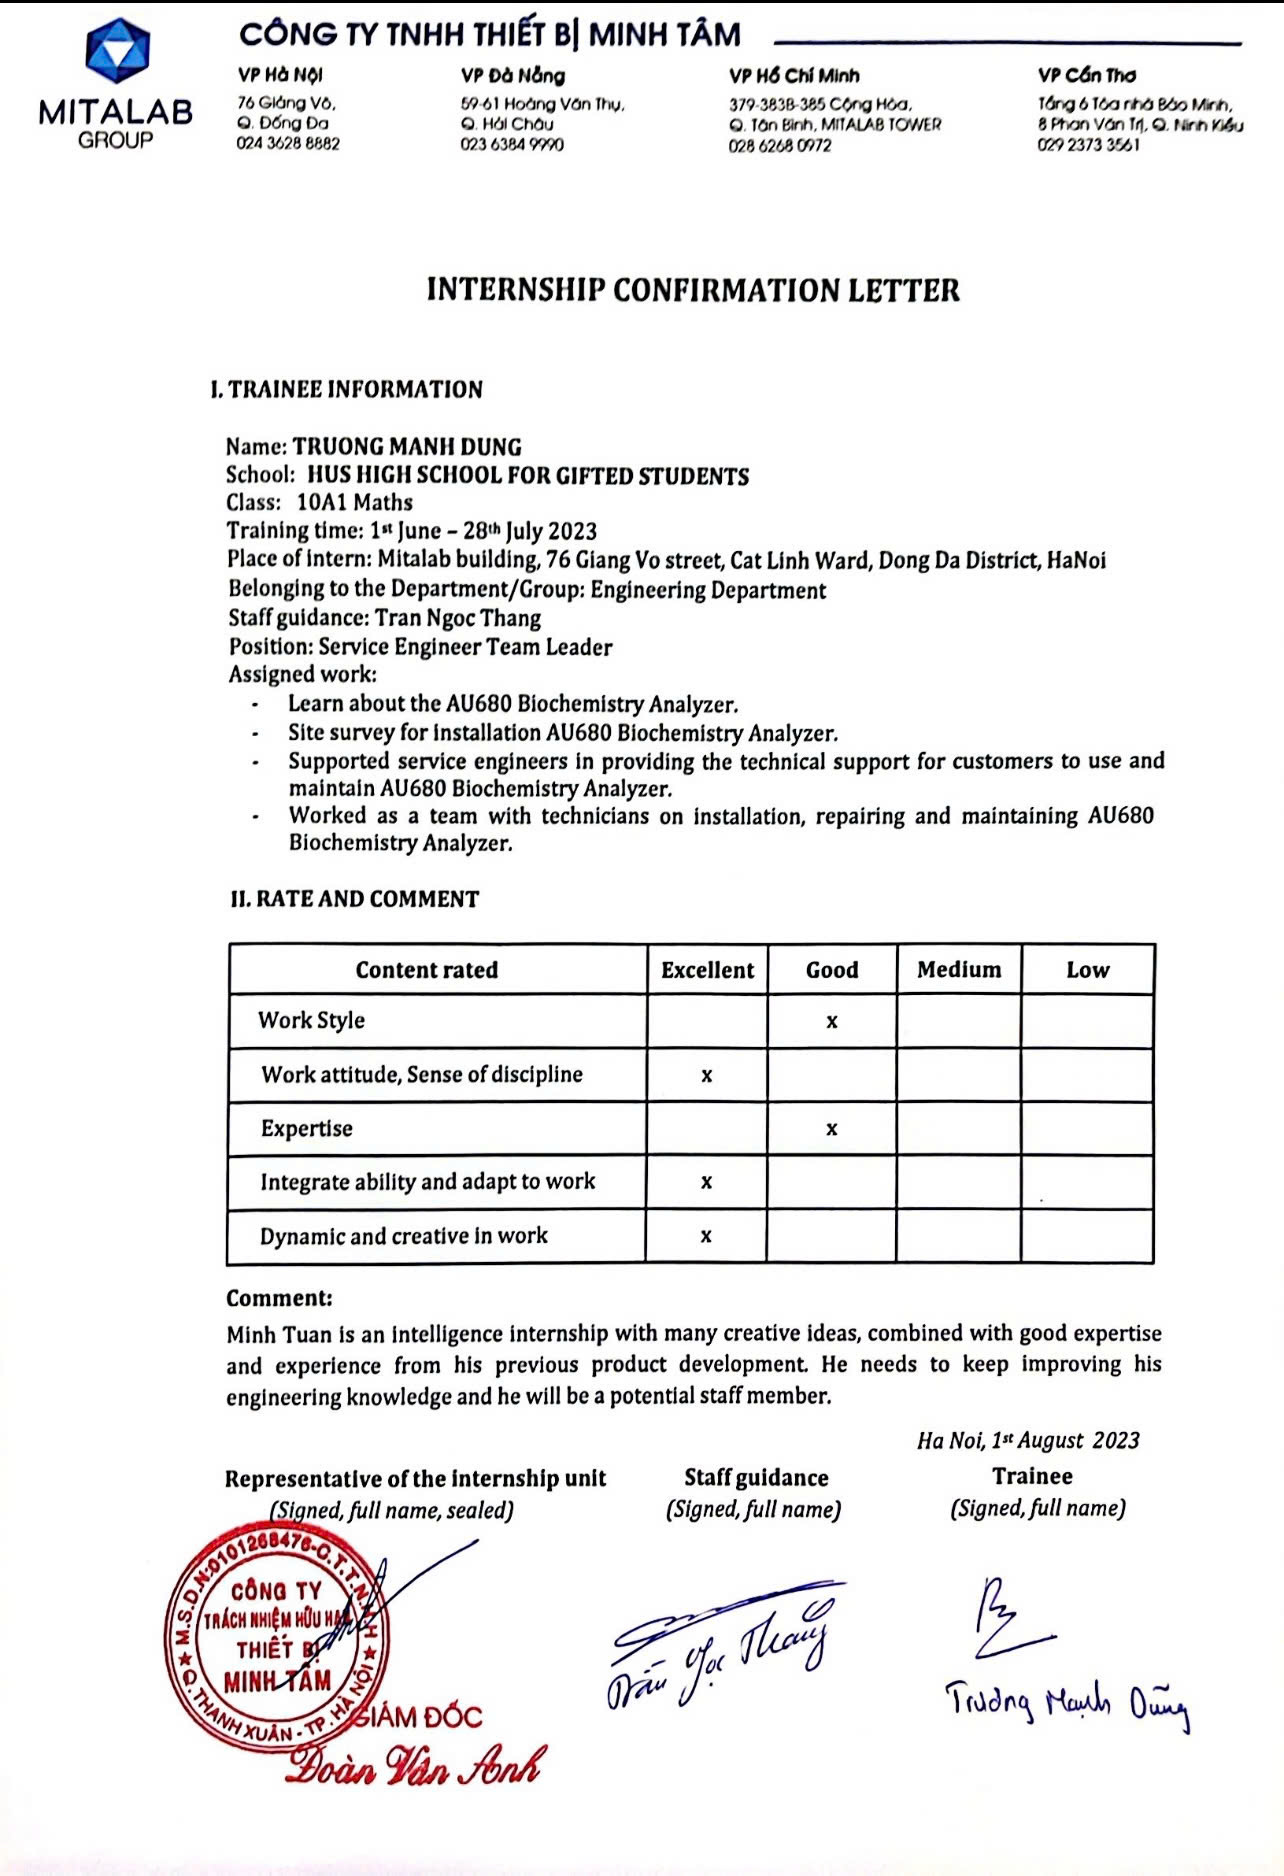 MITALAB
GROUP
CÔNG TY TNHH THIẾT BỊ MINH TÂM
VP Hà Nội
76 Giảng Võ,
Q. Đống Đa
024 3628 8882
VP Đà Nẵng
59-61 Hoàng Văn Thụ,
Q. Hải Châu
023 6384 9990
VP Hồ Chí Minh
379-383B-385 Cộng Hòa,
Q. Tân Bình, MITALAB TOWER
028 6268 0972
VP Cần Thơ
Tầng 6 Tòa nhà Bảo Minh,
8 Phan Văn Trị, Q. Ninh Kiều
029 2373 3561
INTERNSHIP CONFIRMATION LETTER
I. TRAINEE INFORMATION
Name: TRUONG MANH DUNG
School: HUS HIGH SCHOOL FOR GIFTED STUDENTS
Class: 10A1 Maths
Training time: 1st June – 28th July 2023
Place of intern: Mitalab building, 76 Giang Vo street, Cat Linh Ward, Dong Da District, HaNoi
Belonging to the Department/Group: Engineering Department
Staff guidance: Tran Ngoc Thang
Position: Service Engineer Team Leader
Assigned work:
- Learn about the AU680 Biochemistry Analyzer.
- Site survey for installation AU680 Biochemistry Analyzer.
- Supported service engineers in providing the technical support for customers to use and
maintain AU680 Biochemistry Analyzer.
- Worked as a team with technicians on installation, repairing and maintaining AU680
Biochemistry Analyzer.
II. RATE AND COMMENT
Content rated Excellent Good Medium Low
Work Style x
Work attitude, Sense of discipline x
Expertise x
Integrate ability and adapt to work x
Dynamic and creative in work x
Comment:
Minh Tuan is an intelligence internship with many creative ideas, combined with good expertise
and experience from his previous product development. He needs to keep improving his
engineering knowledge and he will be a potential staff member.
Ha Noi, 1st August 2023
Representative of the internship unit
(Signed, full name, sealed)
Staff guidance
(Signed, full name)
Trainee
(Signed, full name)
M.S.D.N:0101268476-C.T.T.N.H.H
CÔNG TY
TRÁCH NHIỆM HỮU HẠN
THIẾT BỊ
MINH TÂM
Q. THANH XUÂN - TP. HÀ NỘI
GIÁM ĐỐC
Đoàn Vân Anh
Trần Ngọc Thắng
Trương Mạnh Dũng